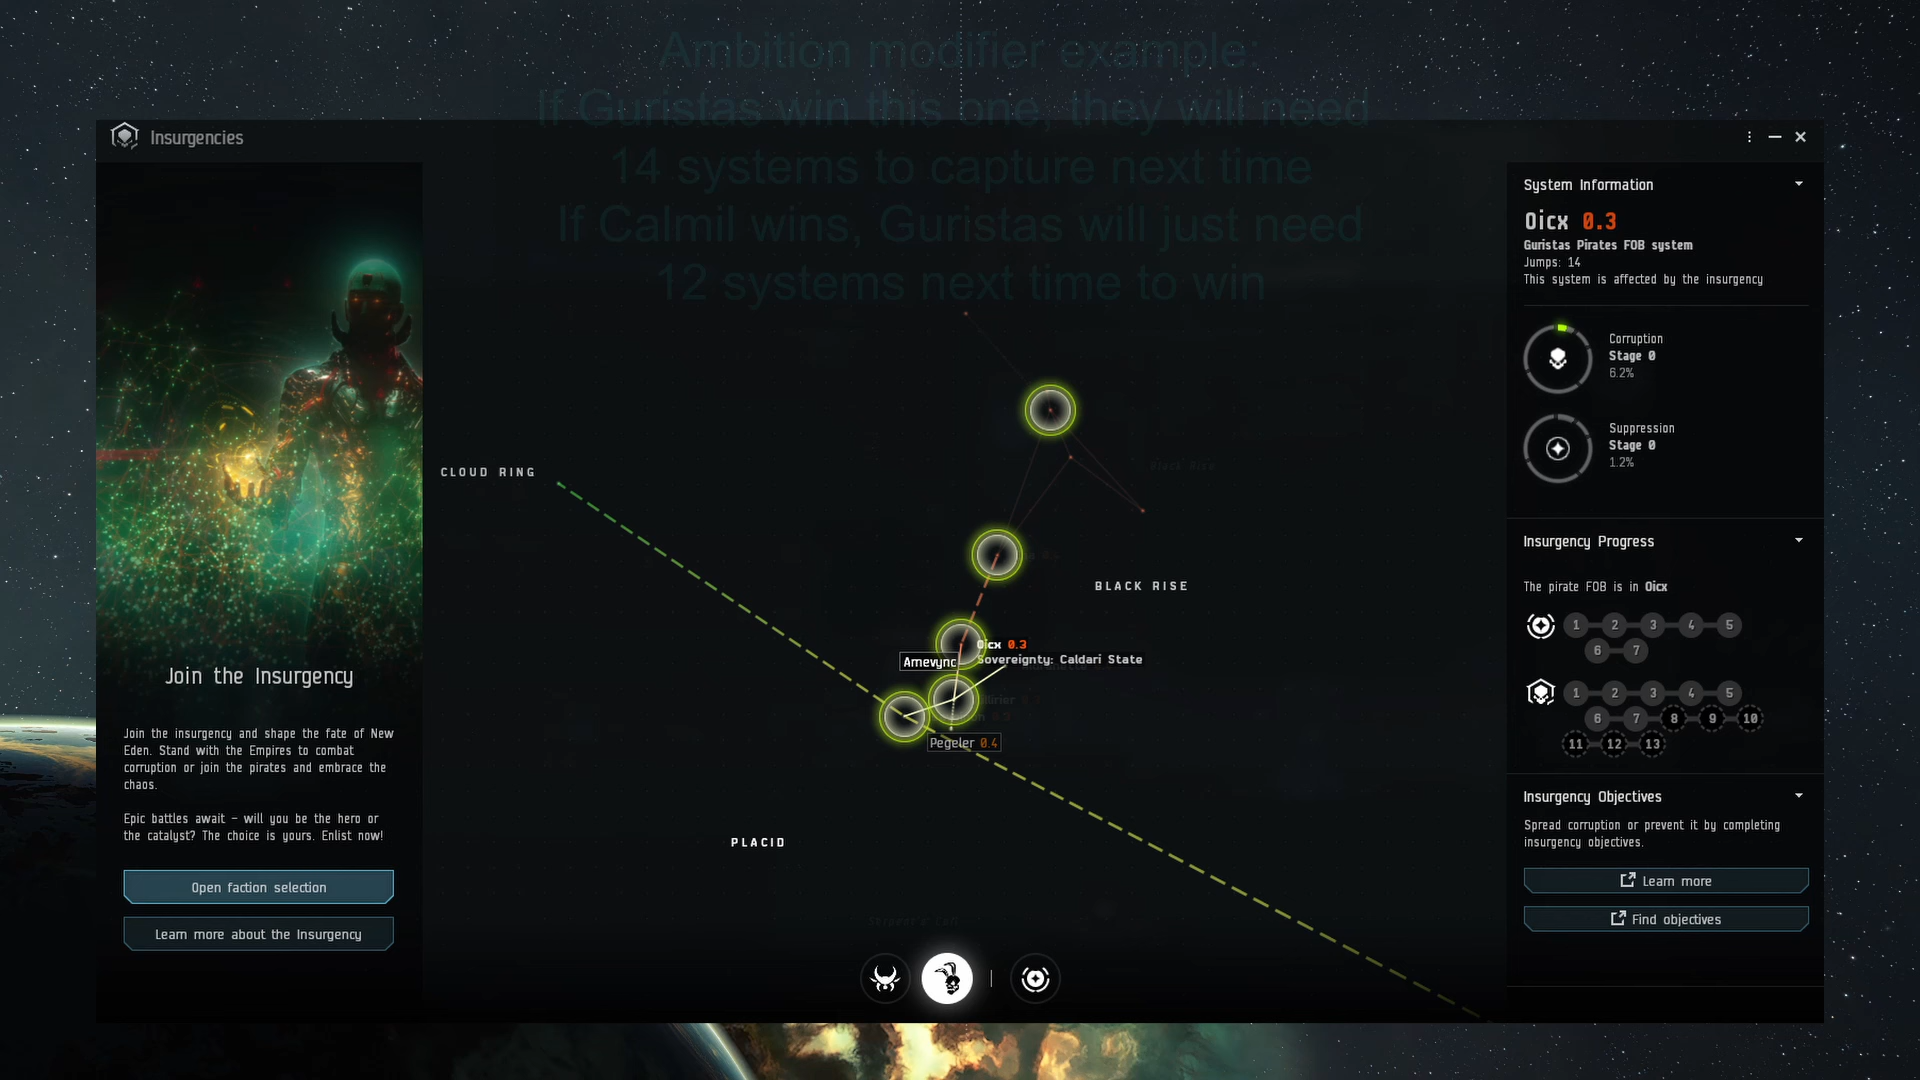 Ambition modifier example:
If Guristas win this one, they will need
14 systems to capture next time
If Calmil wins, Guristas will just need
12 systems next time to win
Insurgencies
Join the Insurgency
Join the insurgency and shape the fate of New
Eden. Stand with the Empires to combat
corruption or join the pirates and embrace the
chaos.
Epic battles await – will you be the hero or
the catalyst? The choice is yours. Enlist now!
Open faction selection
Learn more about the Insurgency
CLOUD RING
Black Rise
BLACK RISE
Oicx 0.3
Amevync
Sovereignty: Caldari State
Pegeler 0.4
PLACID
Serpent's Coil
System Information
Oicx 0.3
Guristas Pirates FOB system
Jumps: 14
This system is affected by the insurgency
Corruption
Stage 0
6.2%
Suppression
Stage 0
1.2%
Insurgency Progress
The pirate FOB is in Oicx
1 2 3 4 5
6 7
1 2 3 4 5
6 7 8 9 10
11 12 13
Insurgency Objectives
Spread corruption or prevent it by completing
insurgency objectives.
Learn more
Find objectives